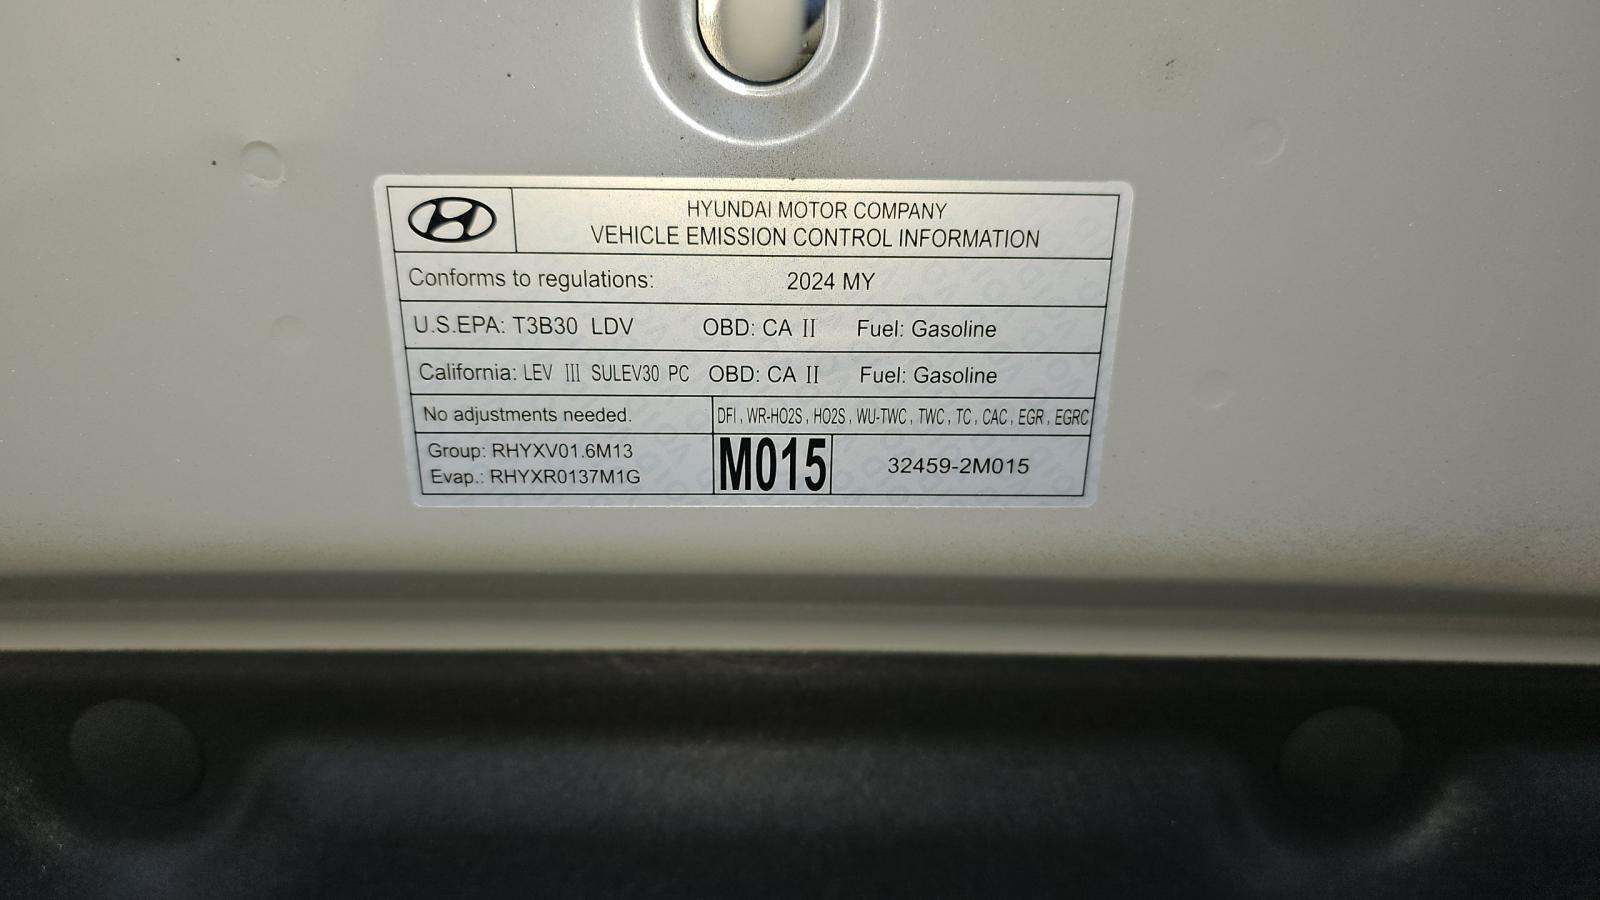 HYUNDAI MOTOR COMPANY
VEHICLE EMISSION CONTROL INFORMATION
Conforms to regulations: 2024 MY
U.S.EPA: T3B30 LDV OBD: CA II Fuel: Gasoline
California: LEV III SULEV30 PC OBD: CA II Fuel: Gasoline
No adjustments needed. DFI, WR-HO2S, HO2S, WU-TWC, TWC, TC, CAC, EGR, EGRC
Group: RHYXV01.6M13
Evap.: RHYXR0137M1G
M015
32459-2M015